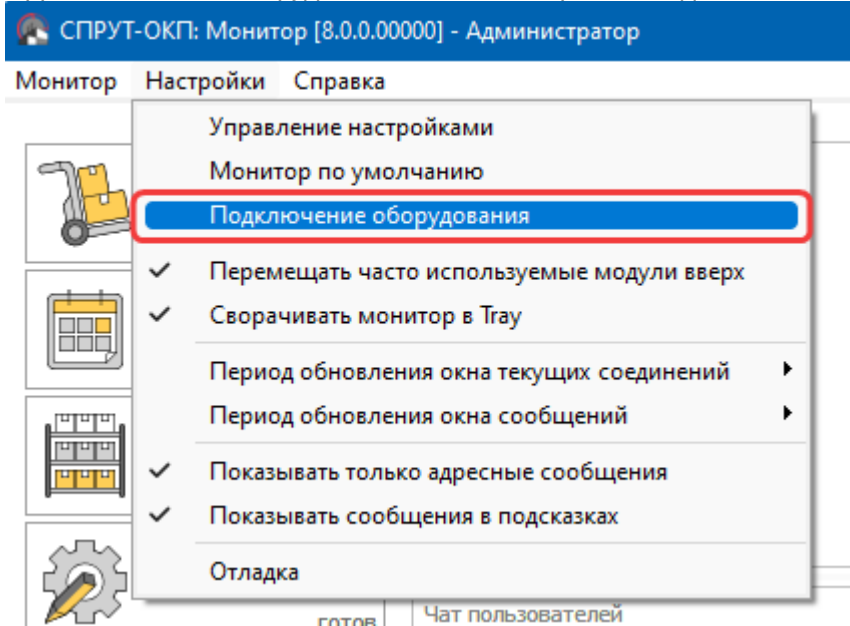 СПРУТ-ОКП: Монитор [8.0.0.00000] - Администратор
Монитор Настройки Справка
Управление настройками
Монитор по умолчанию
Подключение оборудования
Перемещать часто используемые модули вверх
Сворачивать монитор в Tray
Период обновления окна текущих соединений
Период обновления окна сообщений
Показывать только адресные сообщения
Показывать сообщения в подсказках
Отладка
готов
Чат пользователей